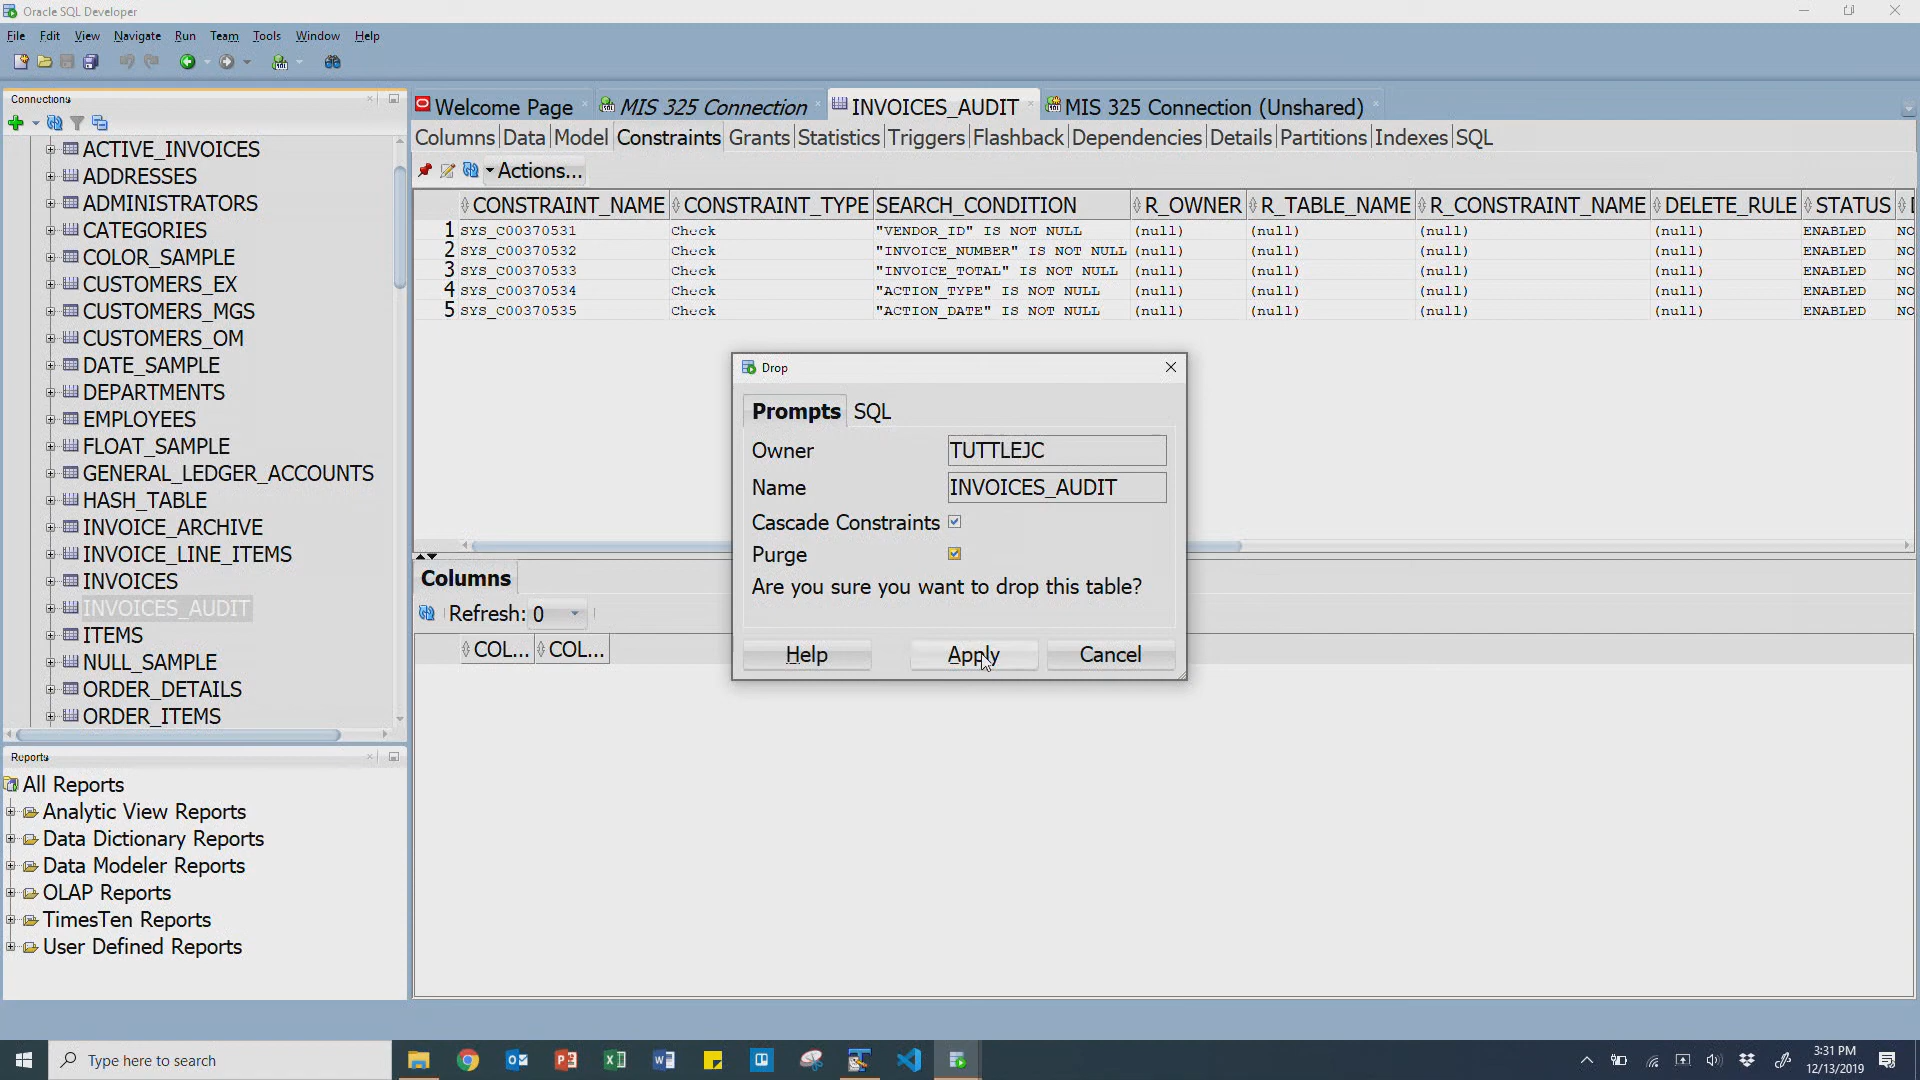 Oracle SQL Developer
File Edit View Navigate Run Team Tools Window Help
Connections
ACTIVE_INVOICES
ADDRESSES
ADMINISTRATORS
CATEGORIES
COLOR_SAMPLE
CUSTOMERS_EX
CUSTOMERS_MGS
CUSTOMERS_OM
DATE_SAMPLE
DEPARTMENTS
EMPLOYEES
FLOAT_SAMPLE
GENERAL_LEDGER_ACCOUNTS
HASH_TABLE
INVOICE_ARCHIVE
INVOICE_LINE_ITEMS
INVOICES
INVOICES_AUDIT
ITEMS
NULL_SAMPLE
ORDER_DETAILS
ORDER_ITEMS
Reports
All Reports
Analytic View Reports
Data Dictionary Reports
Data Modeler Reports
OLAP Reports
TimesTen Reports
User Defined Reports
Welcome Page MIS 325 Connection INVOICES_AUDIT MIS 325 Connection (Unshared)
Columns Data Model Constraints Grants Statistics Triggers Flashback Dependencies Details Partitions Indexes SQL
Actions...
CONSTRAINT_NAME CONSTRAINT_TYPE SEARCH_CONDITION R_OWNER R_TABLE_NAME R_CONSTRAINT_NAME DELETE_RULE STATUS
1 SYS_C00370531 Check "VENDOR_ID" IS NOT NULL (null) (null) (null) (null) ENABLED NO
2 SYS_C00370532 Check "INVOICE_NUMBER" IS NOT NULL (null) (null) (null) (null) ENABLED NO
3 SYS_C00370533 Check "INVOICE_TOTAL" IS NOT NULL (null) (null) (null) (null) ENABLED NO
4 SYS_C00370534 Check "ACTION_TYPE" IS NOT NULL (null) (null) (null) (null) ENABLED NO
5 SYS_C00370535 Check "ACTION_DATE" IS NOT NULL (null) (null) (null) (null) ENABLED NO
Drop
Prompts SQL
Owner TUTTLEJC
Name INVOICES_AUDIT
Cascade Constraints
Purge
Are you sure you want to drop this table?
Help Apply Cancel
Columns
Refresh: 0
COL... COL...
Type here to search
3:31 PM
12/13/2019